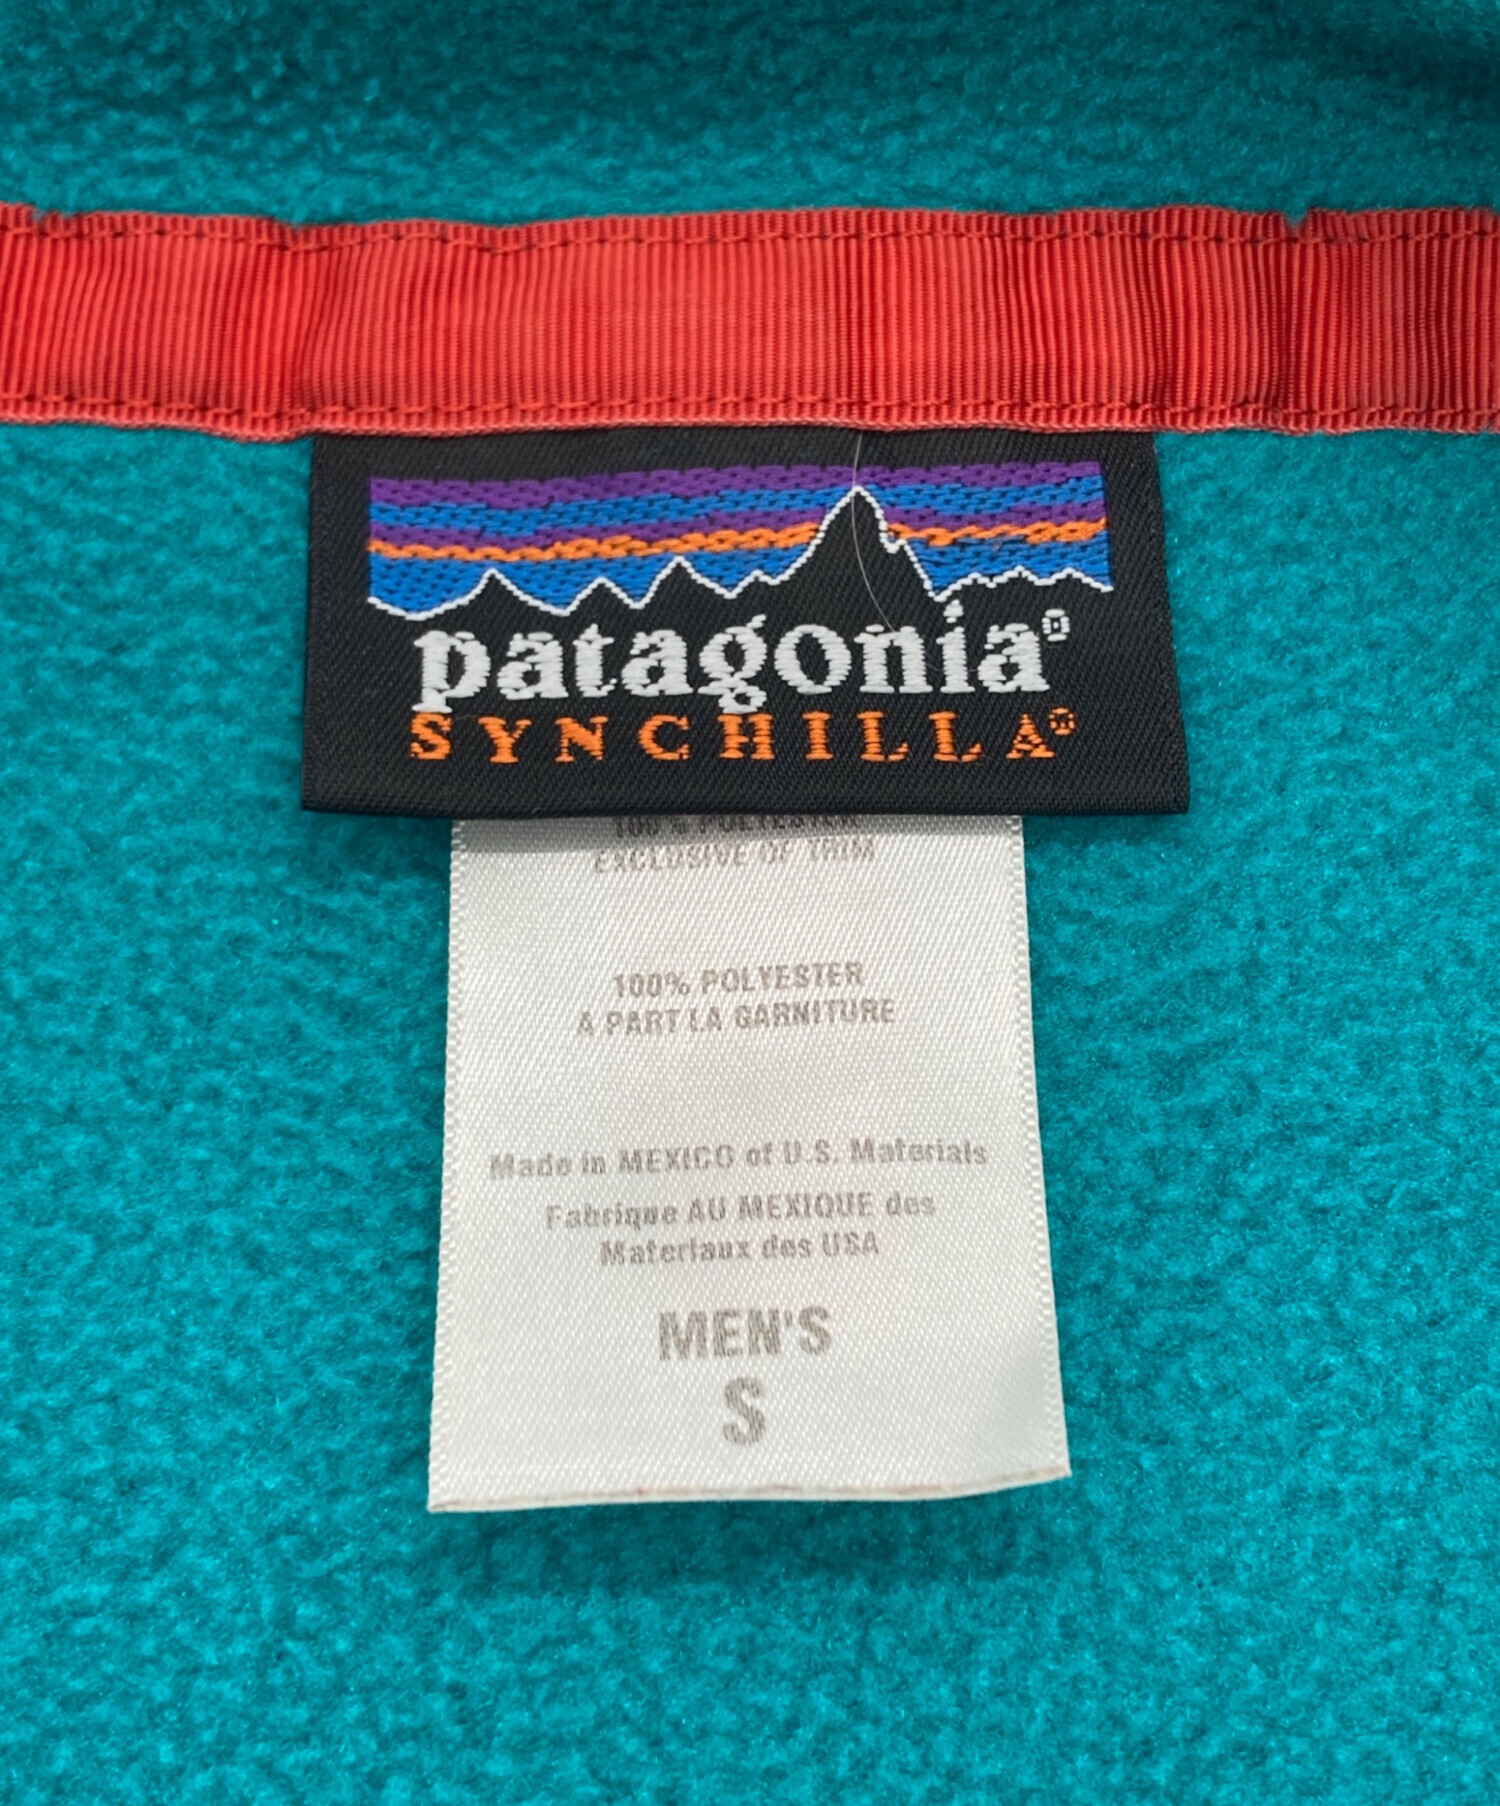 patagonia®
SYNCHILLA®
100% POLYESTER
EXCLUSIVE OF TRIM
100% POLYESTER
A PART LA GARNITURE
Made in MEXICO of U.S. Materials
Fabrique AU MEXIQUE des
Materiaux des USA
MEN'S
S